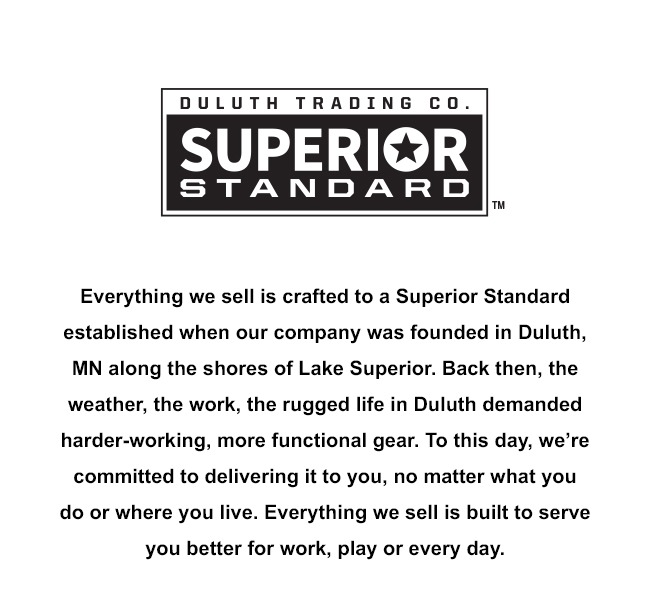 DULUTH TRADING CO.
SUPERIOR
STANDARD
TM
Everything we sell is crafted to a Superior Standard
established when our company was founded in Duluth,
MN along the shores of Lake Superior. Back then, the
weather, the work, the rugged life in Duluth demanded
harder-working, more functional gear. To this day, we’re
committed to delivering it to you, no matter what you
do or where you live. Everything we sell is built to serve
you better for work, play or every day.